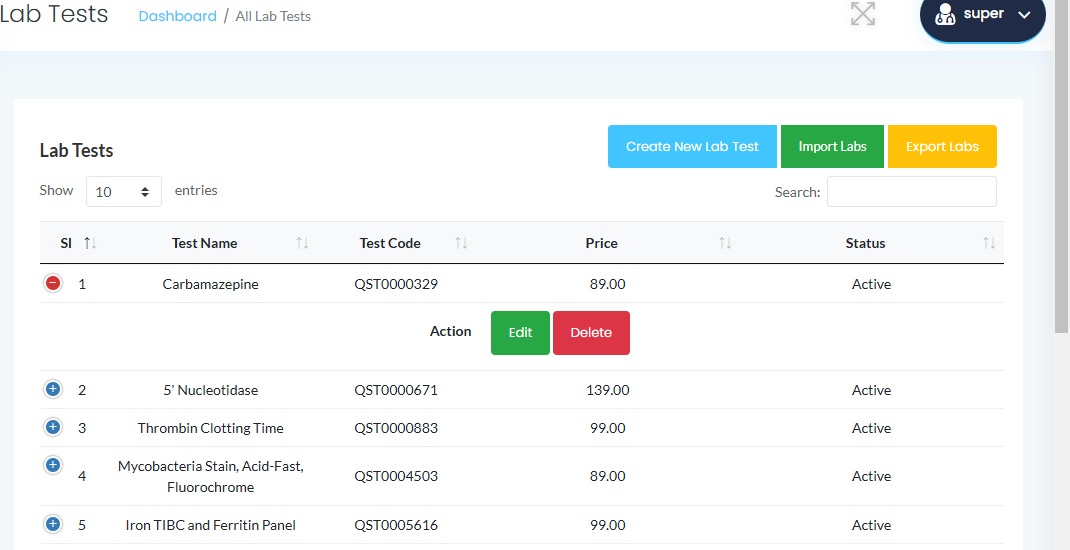 Lab Tests Dashboard / All Lab Tests super
Lab Tests Create New Lab Test Import Labs Export Labs
Show 10 entries Search:
Sl Test Name Test Code Price Status
1 Carbamazepine QST0000329 89.00 Active
Action Edit Delete
2 5' Nucleotidase QST0000671 139.00 Active
3 Thrombin Clotting Time QST0000883 99.00 Active
4 Mycobacteria Stain, Acid-Fast, QST0004503 89.00 Active
Fluorochrome
5 Iron TIBC and Ferritin Panel QST0005616 99.00 Active